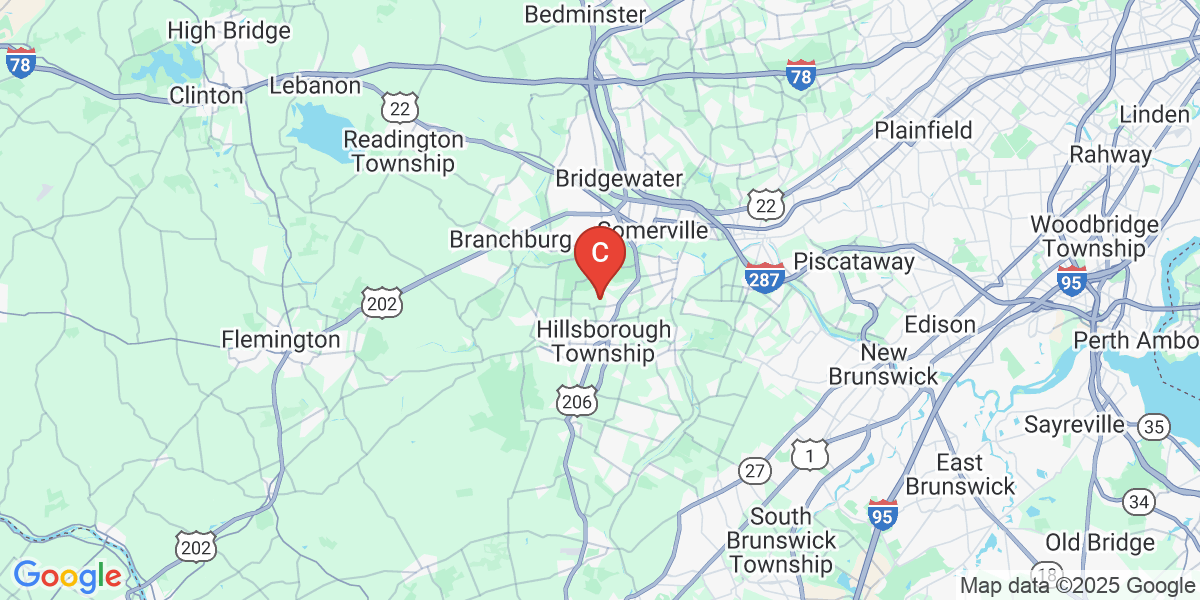 Bedminster
High Bridge
78
78
Clinton
Lebanon
22
Readington
Township
Linden
Plainfield
Rahway
Bridgewater
22
Woodbridge
Township
Branchburg
C
Somerville
Piscataway
287
95
202
Flemington
Hillsborough
Township
Edison
New
Brunswick
Perth Ambo
206
Sayreville
35
1
27
East
Brunswick
34
95
South
Brunswick
Township
202
Old Bridge
18
Google
Map data ©2025 Google